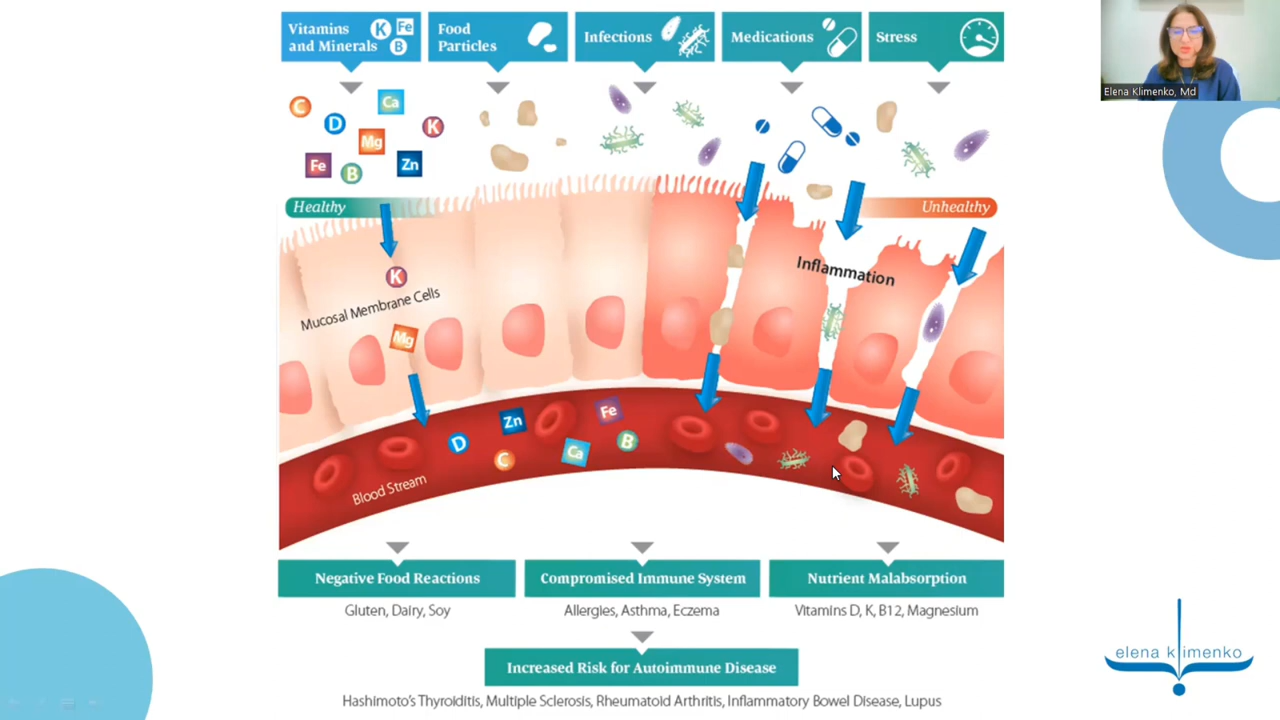 Vitamins
and Minerals
K
Fe
B
Food
Particles
Infections
Medications
Stress
Elena Klimenko, Md
C
D
Ca
Mg
K
Fe
B
Zn
Healthy
Unhealthy
K
Mucosal Membrane Cells
Mg
Inflammation
D
Zn
C
Fe
Ca
B
Blood Stream
Negative Food Reactions
Gluten, Dairy, Soy
Compromised Immune System
Allergies, Asthma, Eczema
Nutrient Malabsorption
Vitamins D, K, B12, Magnesium
Increased Risk for Autoimmune Disease
Hashimoto's Thyroiditis, Multiple Sclerosis, Rheumatoid Arthritis, Inflammatory Bowel Disease, Lupus
elena klimenko